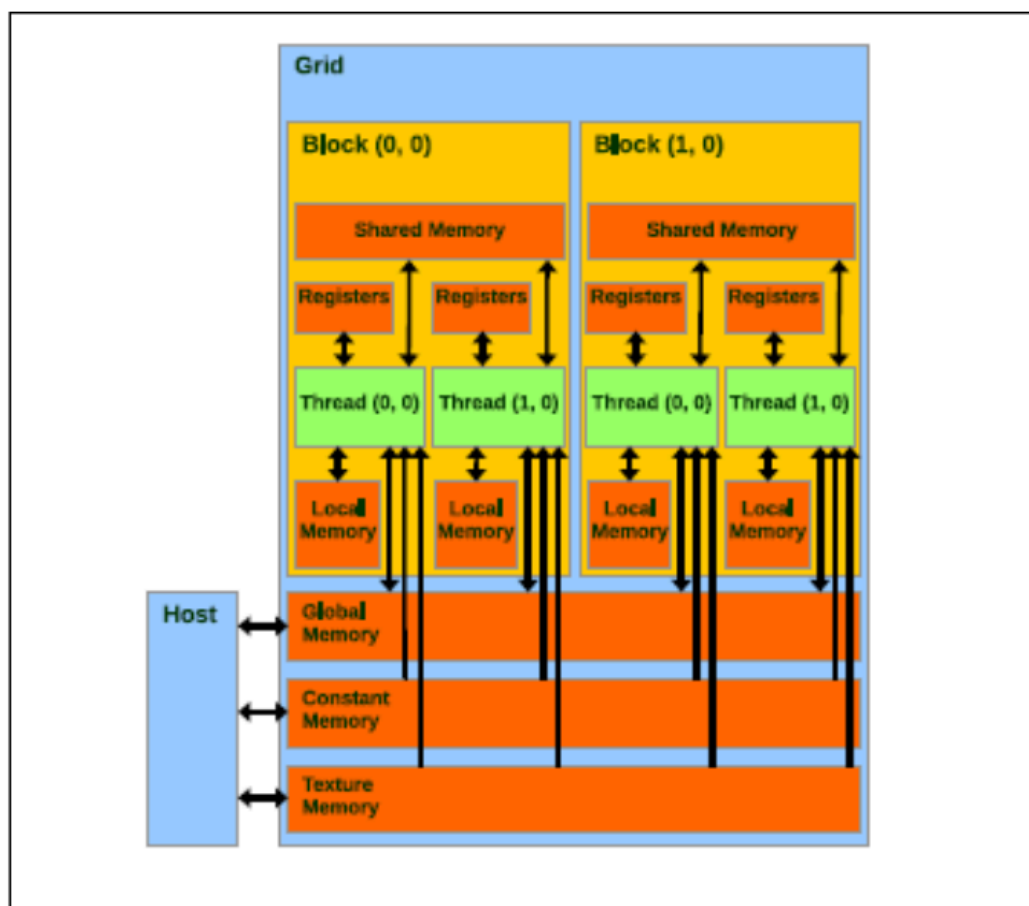 Grid
Block (0, 0)
Block (1, 0)
Shared Memory
Shared Memory
Registers
Registers
Registers
Registers
Thread (0, 0)
Thread (1, 0)
Thread (0, 0)
Thread (1, 0)
Local
Memory
Local
Memory
Local
Memory
Local
Memory
Host
Global
Memory
Constant
Memory
Texture
Memory